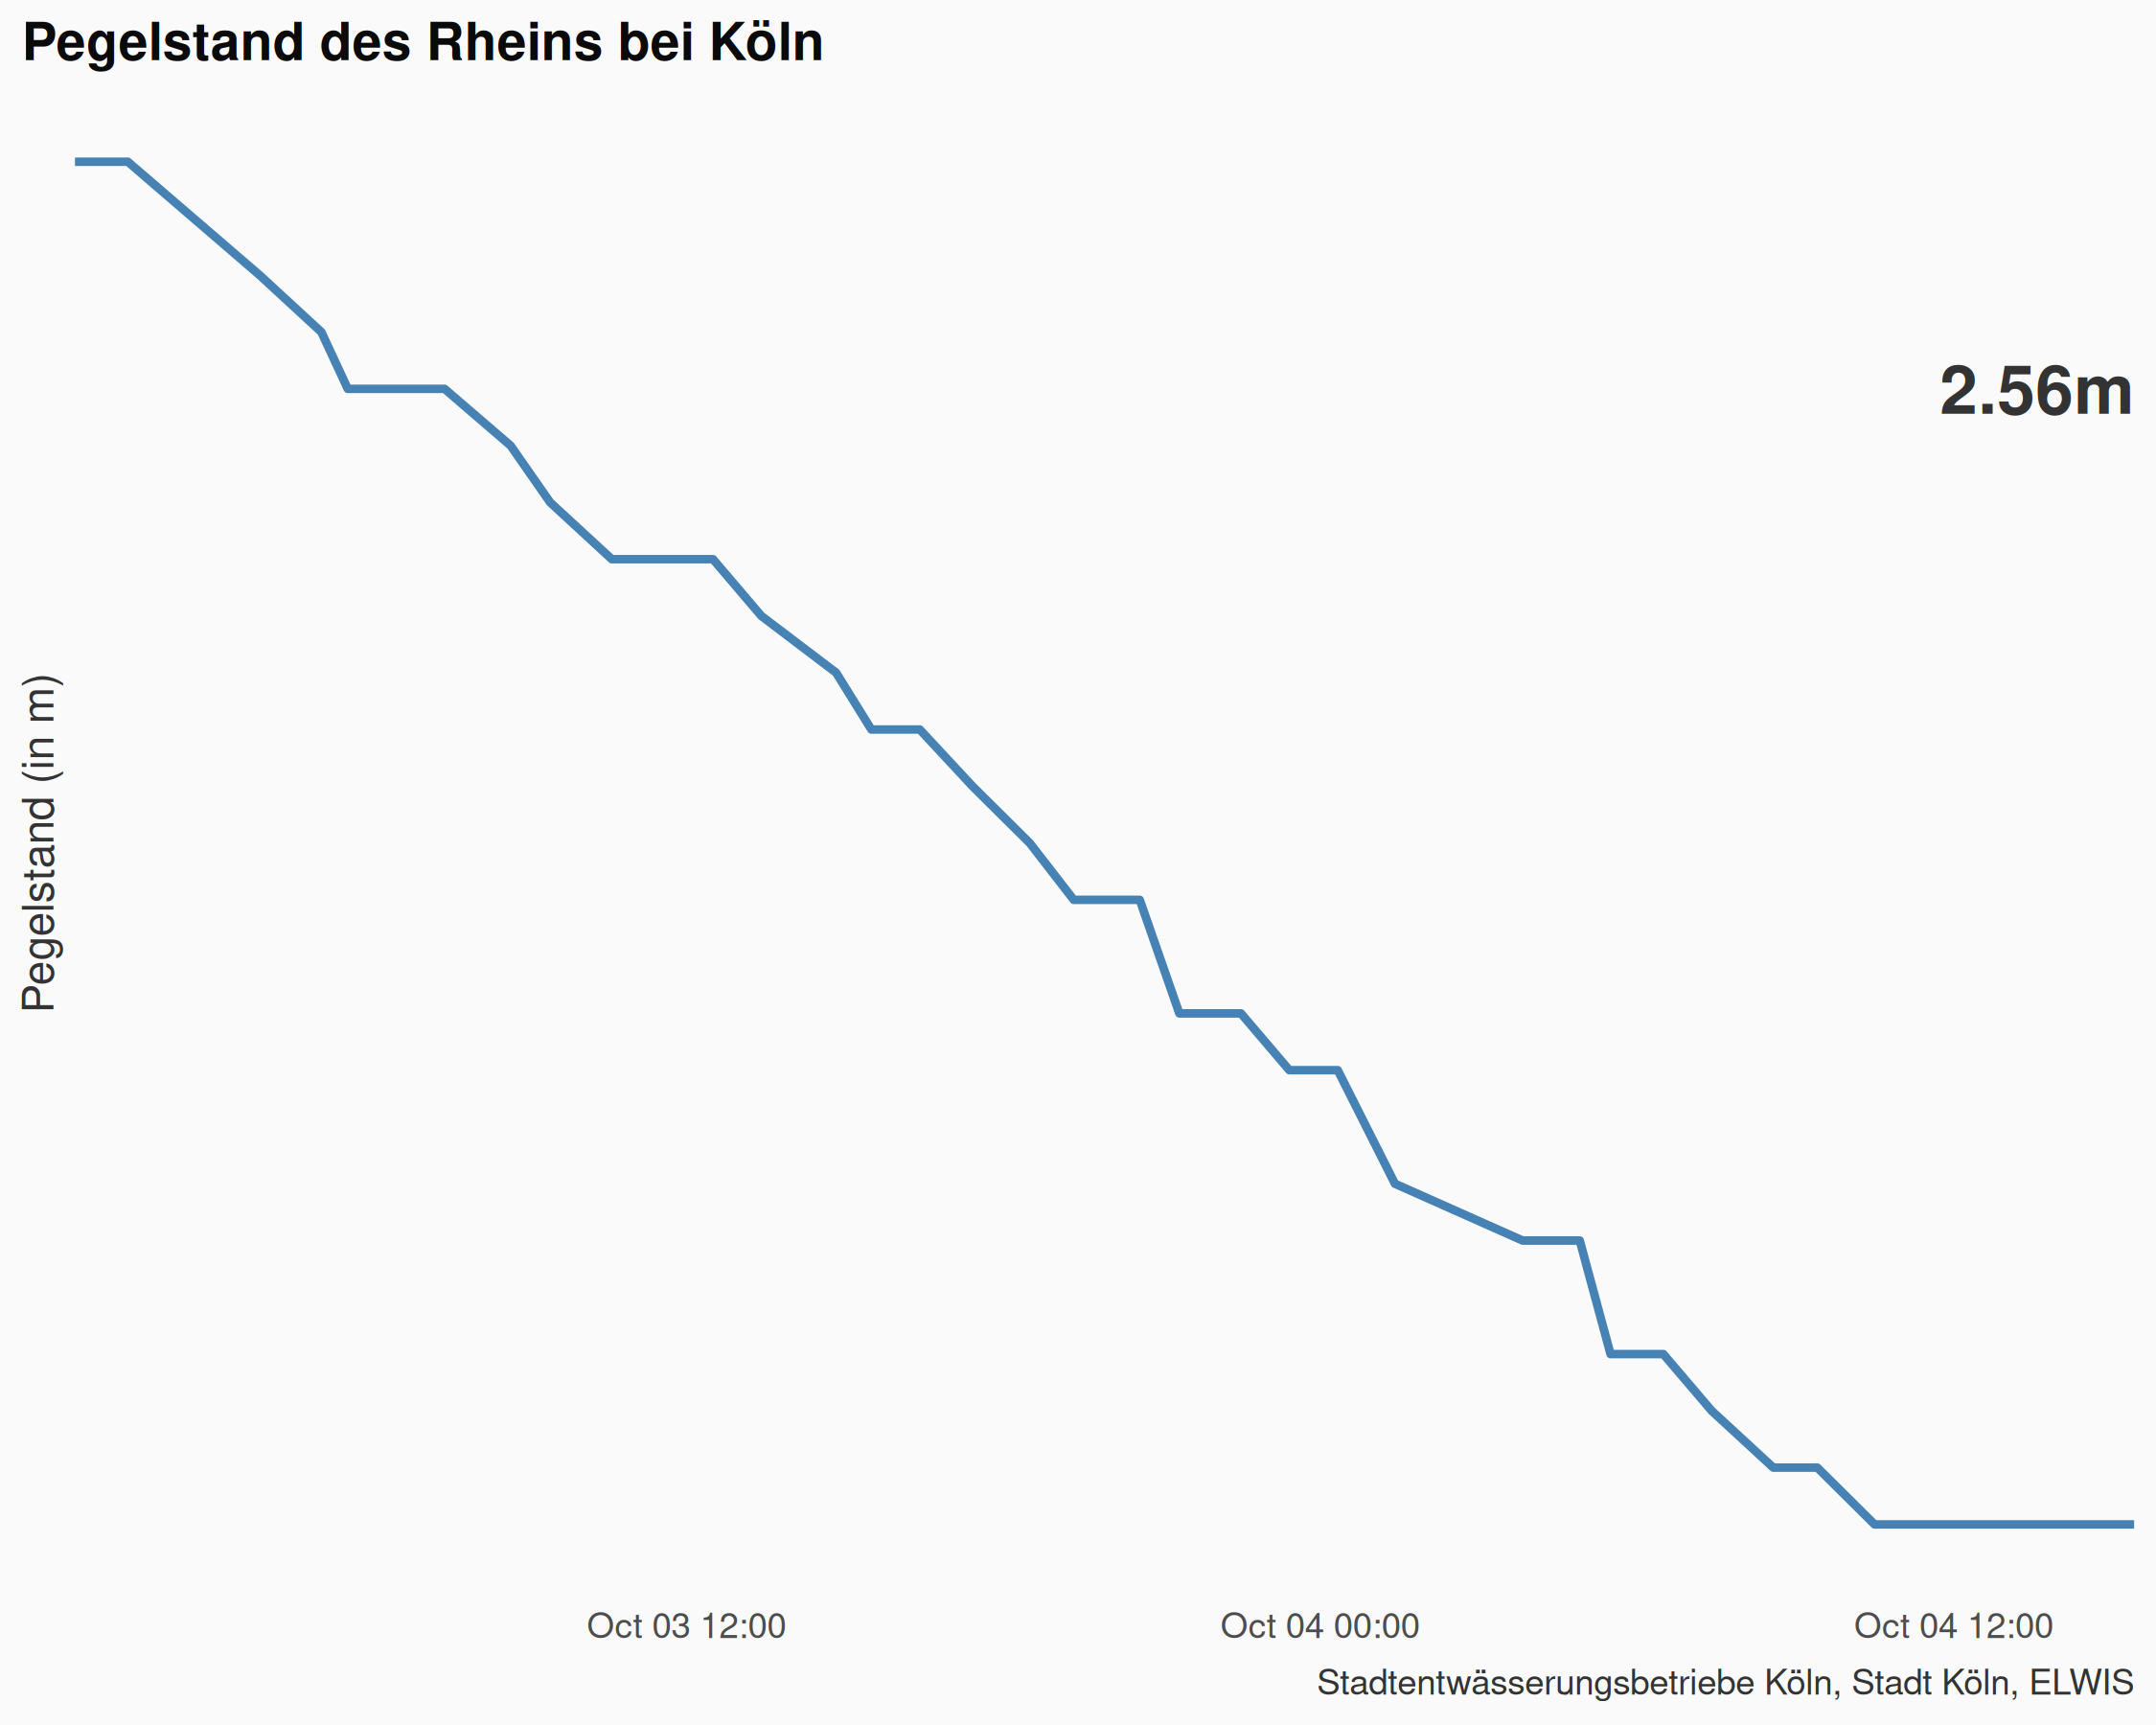 Pegelstand des Rheins bei Köln
2.56m
Pegelstand (in m)
Oct 03 12:00
Oct 04 00:00
Oct 04 12:00
Stadtentwässerungsbetriebe Köln, Stadt Köln, ELWIS